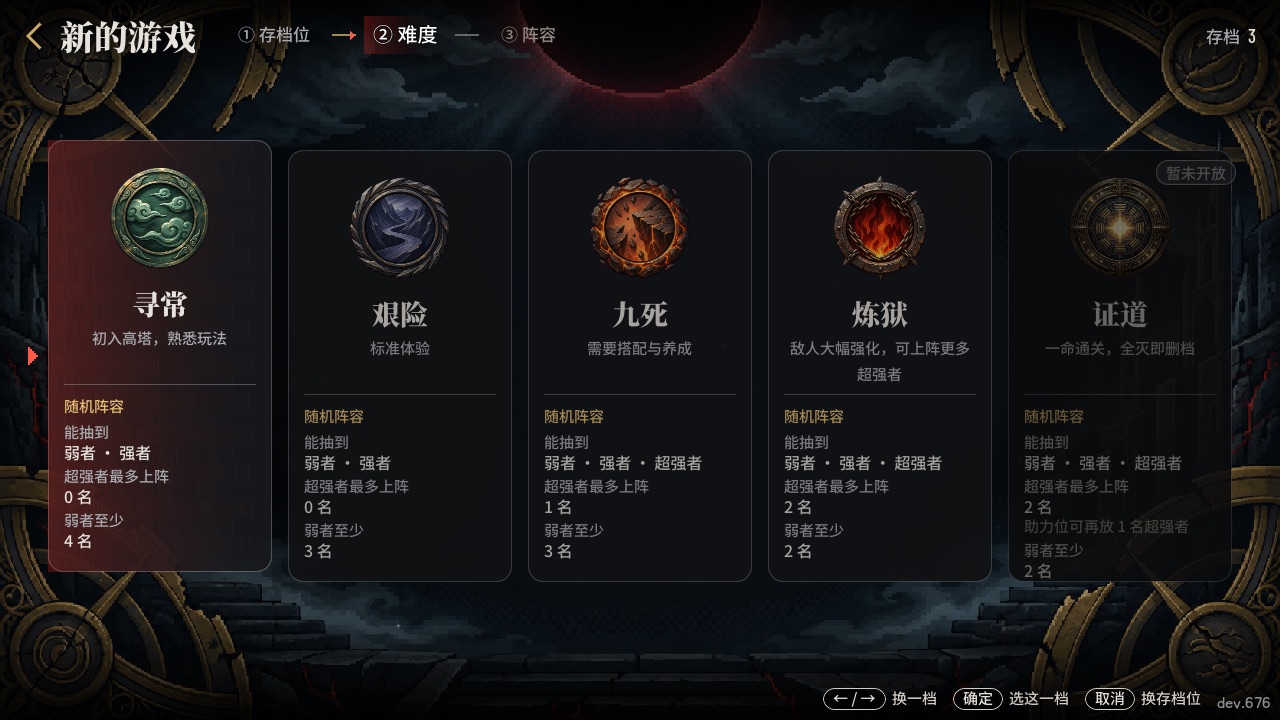 新的游戏
① 存档位
② 难度
③ 阵容
存档 3
寻常
初入高塔，熟悉玩法
随机阵容
能抽到
弱者 · 强者
超强者最多上阵
0 名
弱者至少
4 名
艰险
标准体验
随机阵容
能抽到
弱者 · 强者
超强者最多上阵
0 名
弱者至少
3 名
九死
需要搭配与养成
随机阵容
能抽到
弱者 · 强者 · 超强者
超强者最多上阵
1 名
弱者至少
3 名
炼狱
敌人大幅强化，可上阵更多
超强者
随机阵容
能抽到
弱者 · 强者 · 超强者
超强者最多上阵
2 名
弱者至少
2 名
暂未开放
证道
一命通关，全灭即删档
随机阵容
能抽到
弱者 · 强者 · 超强者
超强者最多上阵
2 名
助力位可再放 1 名超强者
弱者至少
2 名
←/→ 换一档 确定 选这一档 取消 换存档位
dev.676